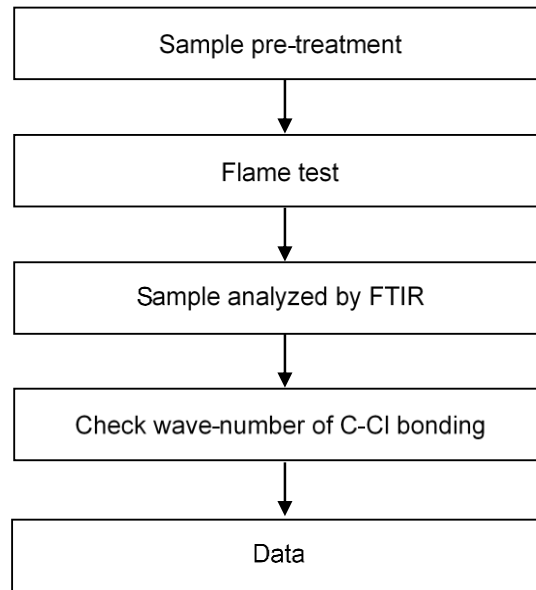 Sample pre-treatment
Flame test
Sample analyzed by FTIR
Check wave-number of C-Cl bonding
Data